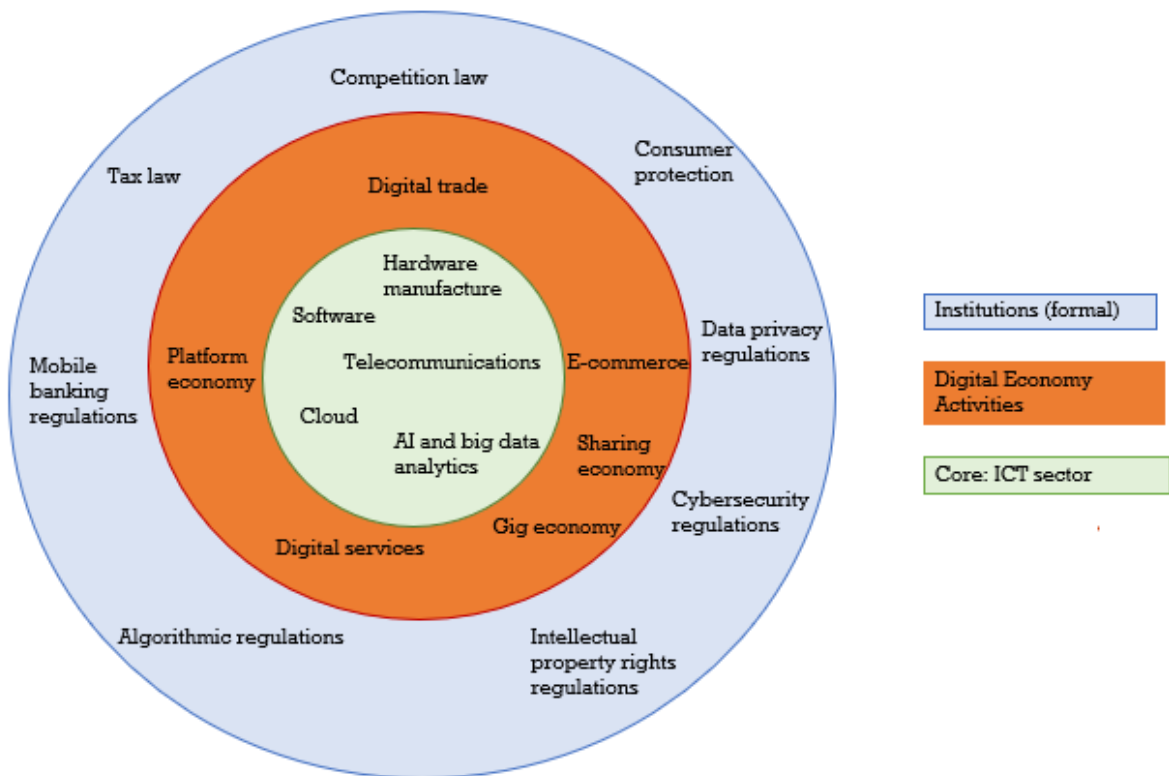 Competition law
Consumer
protection
Tax law
Digital trade
Hardware
manufacture
Software
Institutions (formal)
Data privacy
regulations
Platform
economy
Telecommunications
E-commerce
Mobile
banking
regulations
Digital Economy
Activities
Cloud
AI and big data
analytics
Sharing
economy
Core: ICT sector
Cybersecurity
regulations
Gig economy
Digital services
Algorithmic regulations
Intellectual
property rights
regulations